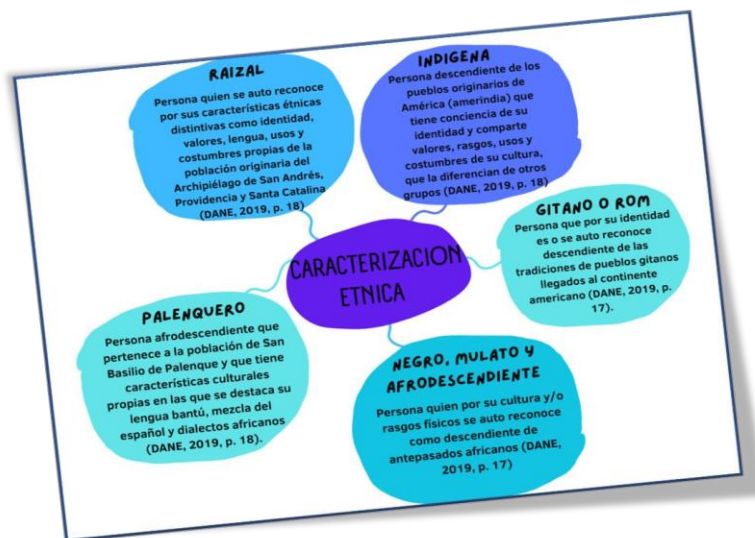 RAIZAL
Persona quien se auto reconoce
por sus características étnicas
distintivas como identidad,
valores, lengua, usos y
costumbres propias de la
población originaria del
Archipiélago de San Andrés,
Providencia y Santa Catalina
(DANE, 2019, p. 18)
INDIGENA
Persona descendiente de los
pueblos originarios de
América (amerindia) que
tiene conciencia de su
identidad y comparte
valores, rasgos, usos y
costumbres de su cultura,
que la diferencian de otros
grupos (DANE, 2019, p. 18)
GITANO O ROM
Persona que por su identidad
es o se auto reconoce
descendiente de las
tradiciones de pueblos gitanos
llegados al continente
americano (DANE, 2019, p.
17).
CARACTERIZACION
ETNICA
PALENQUERO
Persona afrodescendiente que
pertenece a la población de San
Basilio de Palenque y que tiene
características culturales
propias en las que se destaca su
lengua bantú, mezcla del
español y dialectos africanos
(DANE, 2019, p. 18).
NEGRO, MULATO Y
AFRODESCENDIENTE
Persona quien por su cultura y/o
rasgos físicos se auto reconoce
como descendiente de
antepasados africanos (DANE,
2019, p. 17)